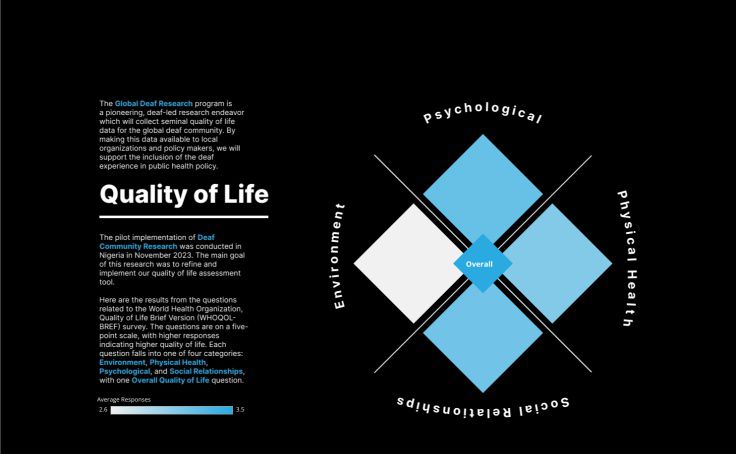 The Global Deaf Research program is
a pioneering, deaf-led research endeavor
which will collect seminal quality of life
data for the global deaf community. By
making this data available to local
organizations and policy makers, we will
support the inclusion of the deaf
experience in public health policy.
Quality of Life
The pilot implementation of Deaf
Community Research was conducted in
Nigeria in November 2023. The main goal
of this research was to refine and
implement our quality of life assessment
tool.
Here are the results from the questions
related to the World Health Organization,
Quality of Life Brief Version (WHOQOL-
BREF) survey. The questions are on a five-
point scale, with higher responses
indicating higher quality of life. Each
question falls into one of four categories:
Environment, Physical Health,
Psychological, and Social Relationships,
with one Overall Quality of Life question.
Average Responses
2.6 3.5
Psychological
Environment
Overall
Physical Health
Social Relationships